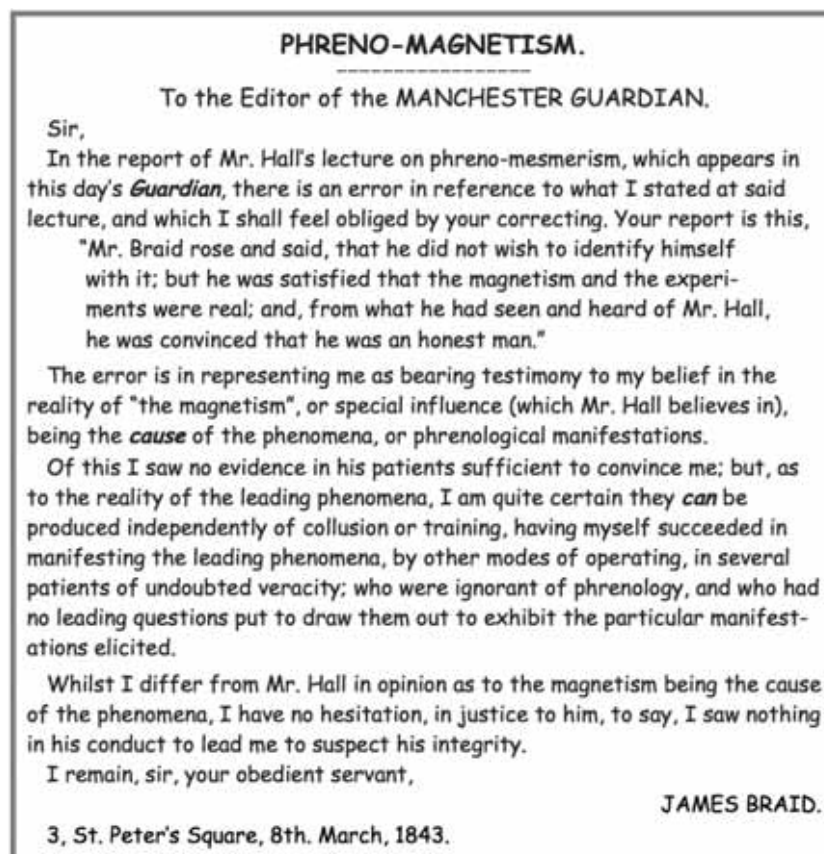 PHRENO-MAGNETISM.
------------------
To the Editor of the MANCHESTER GUARDIAN.
Sir,
In the report of Mr. Hall's lecture on phreno-mesmerism, which appears in
this day's Guardian, there is an error in reference to what I stated at said
lecture, and which I shall feel obliged by your correcting. Your report is this,
"Mr. Braid rose and said, that he did not wish to identify himself
with it; but he was satisfied that the magnetism and the experi-
ments were real; and, from what he had seen and heard of Mr. Hall,
he was convinced that he was an honest man."
The error is in representing me as bearing testimony to my belief in the
reality of "the magnetism", or special influence (which Mr. Hall believes in),
being the cause of the phenomena, or phrenological manifestations.
Of this I saw no evidence in his patients sufficient to convince me; but, as
to the reality of the leading phenomena, I am quite certain they can be
produced independently of collusion or training, having myself succeeded in
manifesting the leading phenomena, by other modes of operating, in several
patients of undoubted veracity; who were ignorant of phrenology, and who had
no leading questions put to draw them out to exhibit the particular manifest-
ations elicited.
Whilst I differ from Mr. Hall in opinion as to the magnetism being the cause
of the phenomena, I have no hesitation, in justice to him, to say, I saw nothing
in his conduct to lead me to suspect his integrity.
I remain, sir, your obedient servant,
JAMES BRAID.
3, St. Peter's Square, 8th. March, 1843.